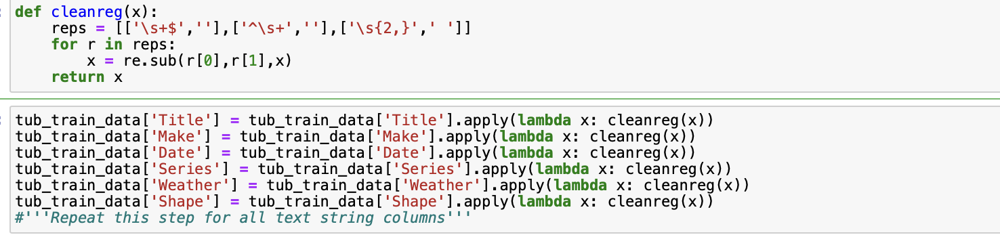 def cleanreg(x):
    reps = [['\s+$',''],['^\s+',''],['\s{2,}',' ']]
    for r in reps:
        x = re.sub(r[0],r[1],x)
    return x
tub_train_data['Title'] = tub_train_data['Title'].apply(lambda x: cleanreg(x))
tub_train_data['Make'] = tub_train_data['Make'].apply(lambda x: cleanreg(x))
tub_train_data['Date'] = tub_train_data['Date'].apply(lambda x: cleanreg(x))
tub_train_data['Series'] = tub_train_data['Series'].apply(lambda x: cleanreg(x))
tub_train_data['Weather'] = tub_train_data['Weather'].apply(lambda x: cleanreg(x))
tub_train_data['Shape'] = tub_train_data['Shape'].apply(lambda x: cleanreg(x))
#'''Repeat this step for all text string columns'''